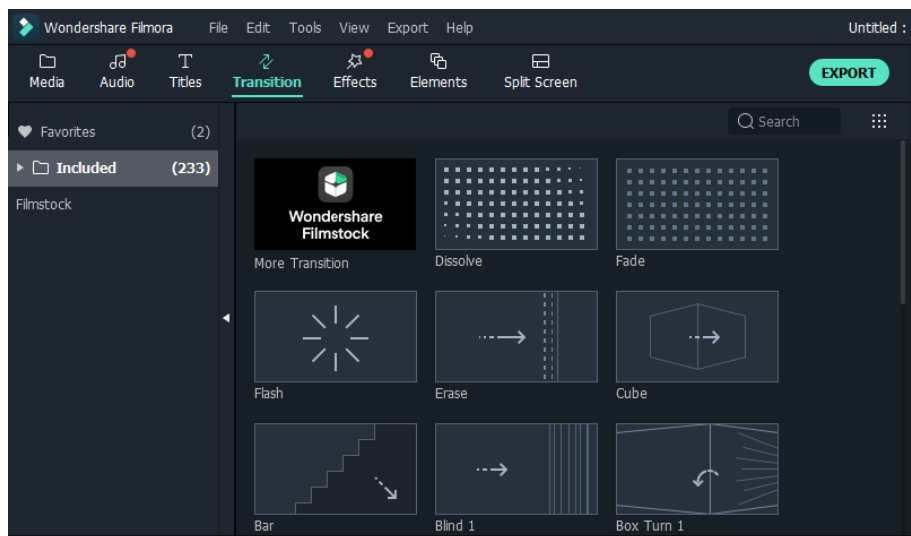 Wondershare Filmora File Edit Tools View Export Help Untitled :
Media Audio Titles Transition Effects Elements Split Screen EXPORT
Favorites (2)
Included (233)
Filmstock
Search
Wondershare
Filmstock
More Transition Dissolve Fade
Flash Erase Cube
Bar Blind 1 Box Turn 1